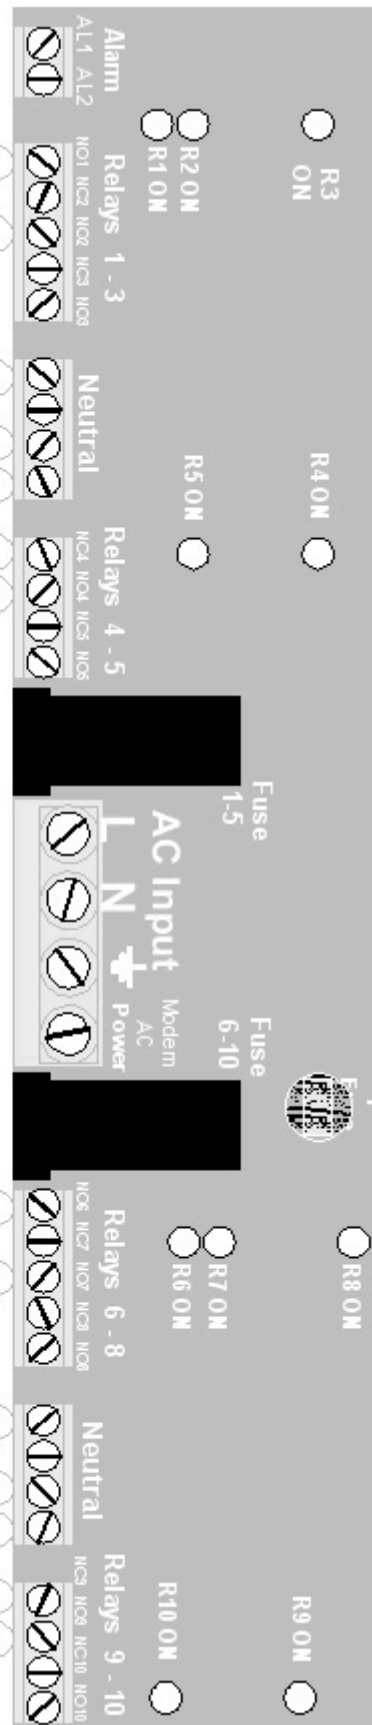 Alarm
AL1 AL2
R1 ON
R2 ON
R3
ON
Relays 1 - 3
NO1 NC2 NO2 NC3 NO3
Neutral
R5 ON
R4 ON
Relays 4 - 5
NC4 NO4 NC5 NO5
Fuse
1-5
AC Input
L N
Modem
AC
Power
Fuse
6-10
Relays 6 - 8
NO6 NC7 NO7 NC8 NO8
R6 ON
R7 ON
R8 ON
Neutral
Relays 9 - 10
NC9 NO9 NC10 NO10
R10 ON
R9 ON